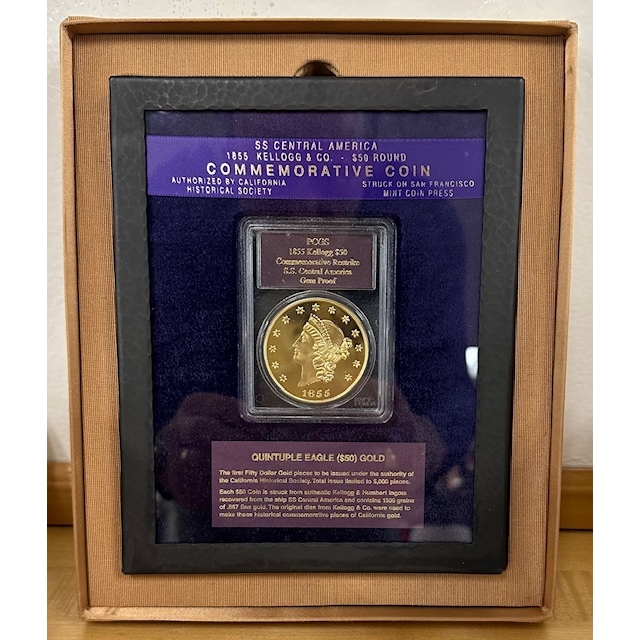 SS CENTRAL AMERICA
1855 KELLOGG & CO. - $50 ROUND
COMMEMORATIVE COIN
AUTHORIZED BY CALIFORNIA
HISTORICAL SOCIETY
STRUCK ON SAN FRANCISCO
MINT COIN PRESS
PCGS
1855 Kellogg $50
Commemorative Restrike
S.S. Central America
Gem Proof
1855
QUINTUPLE EAGLE ($50) GOLD
The first Fifty Dollar Gold pieces to be issued under the authority of
the California Historical Society. Total issue limited to 5,000 pieces.
Each $50 Coin is struck from authentic Kellogg & Humbert ingots
recovered from the ship SS Central America and contains 1309 grains
of .887 fine gold. The original dies from Kellogg & Co. were used to
make these historical commemorative pieces of California gold.